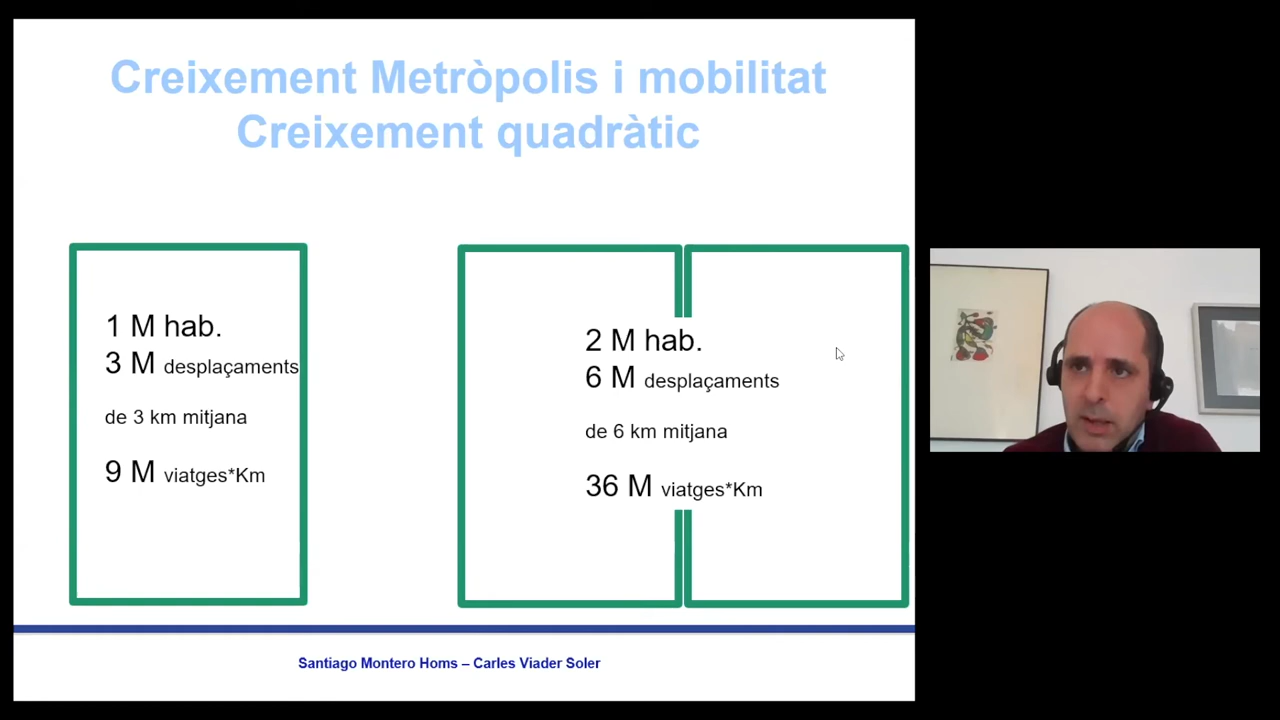 Creixement Metròpolis i mobilitat
Creixement quadràtic
1 M hab.
3 M desplaçaments
de 3 km mitjana
9 M viatges*Km
2 M hab.
6 M desplaçaments
de 6 km mitjana
36 M viatges*Km
Santiago Montero Homs – Carles Viader Soler